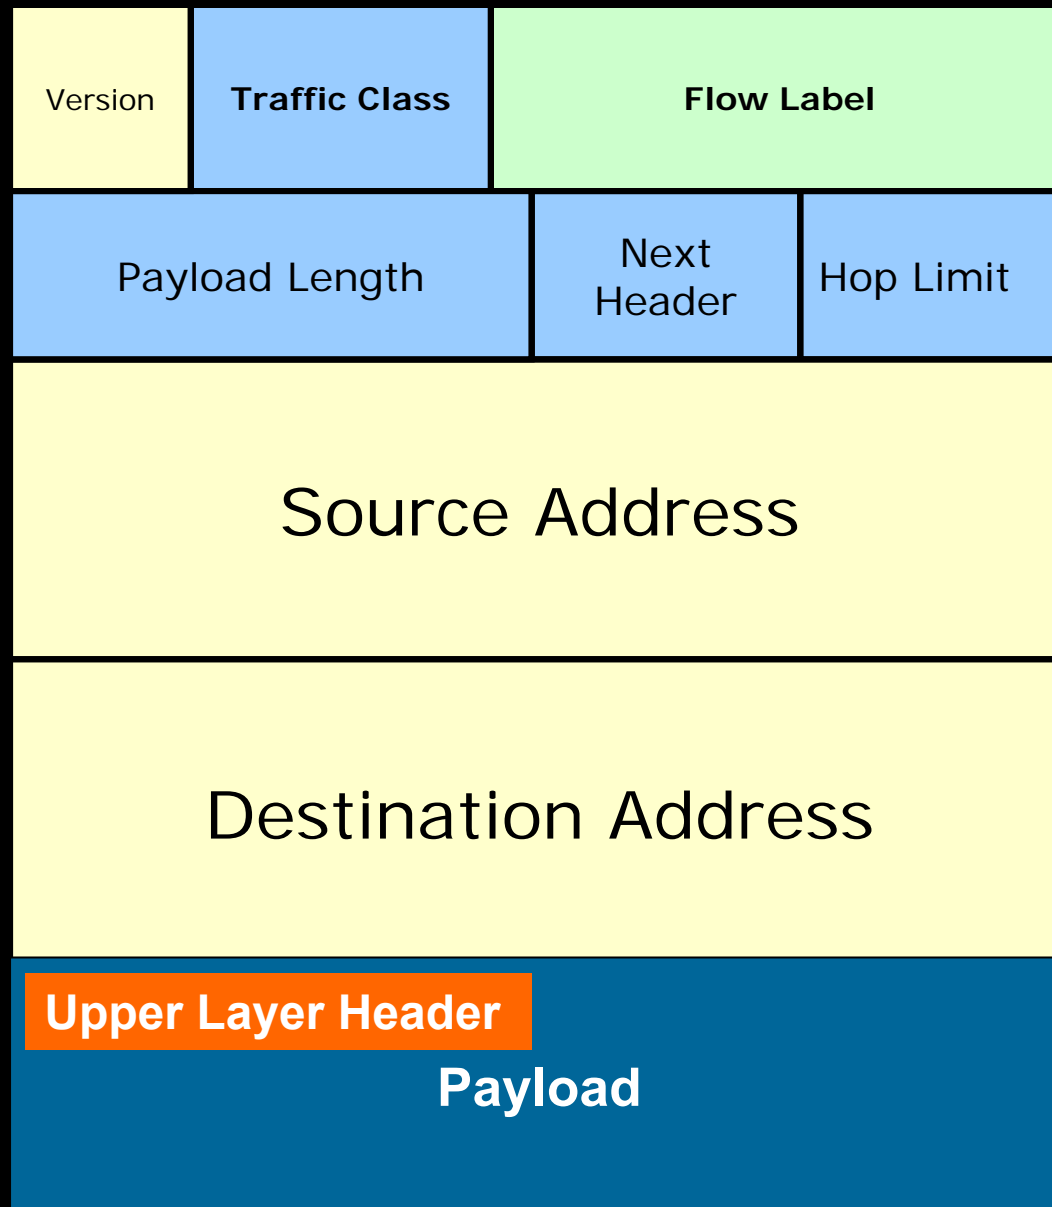 Version
Traffic Class
Flow Label
Payload Length
Next
Header
Hop Limit
Source Address
Destination Address
Upper Layer Header
Payload